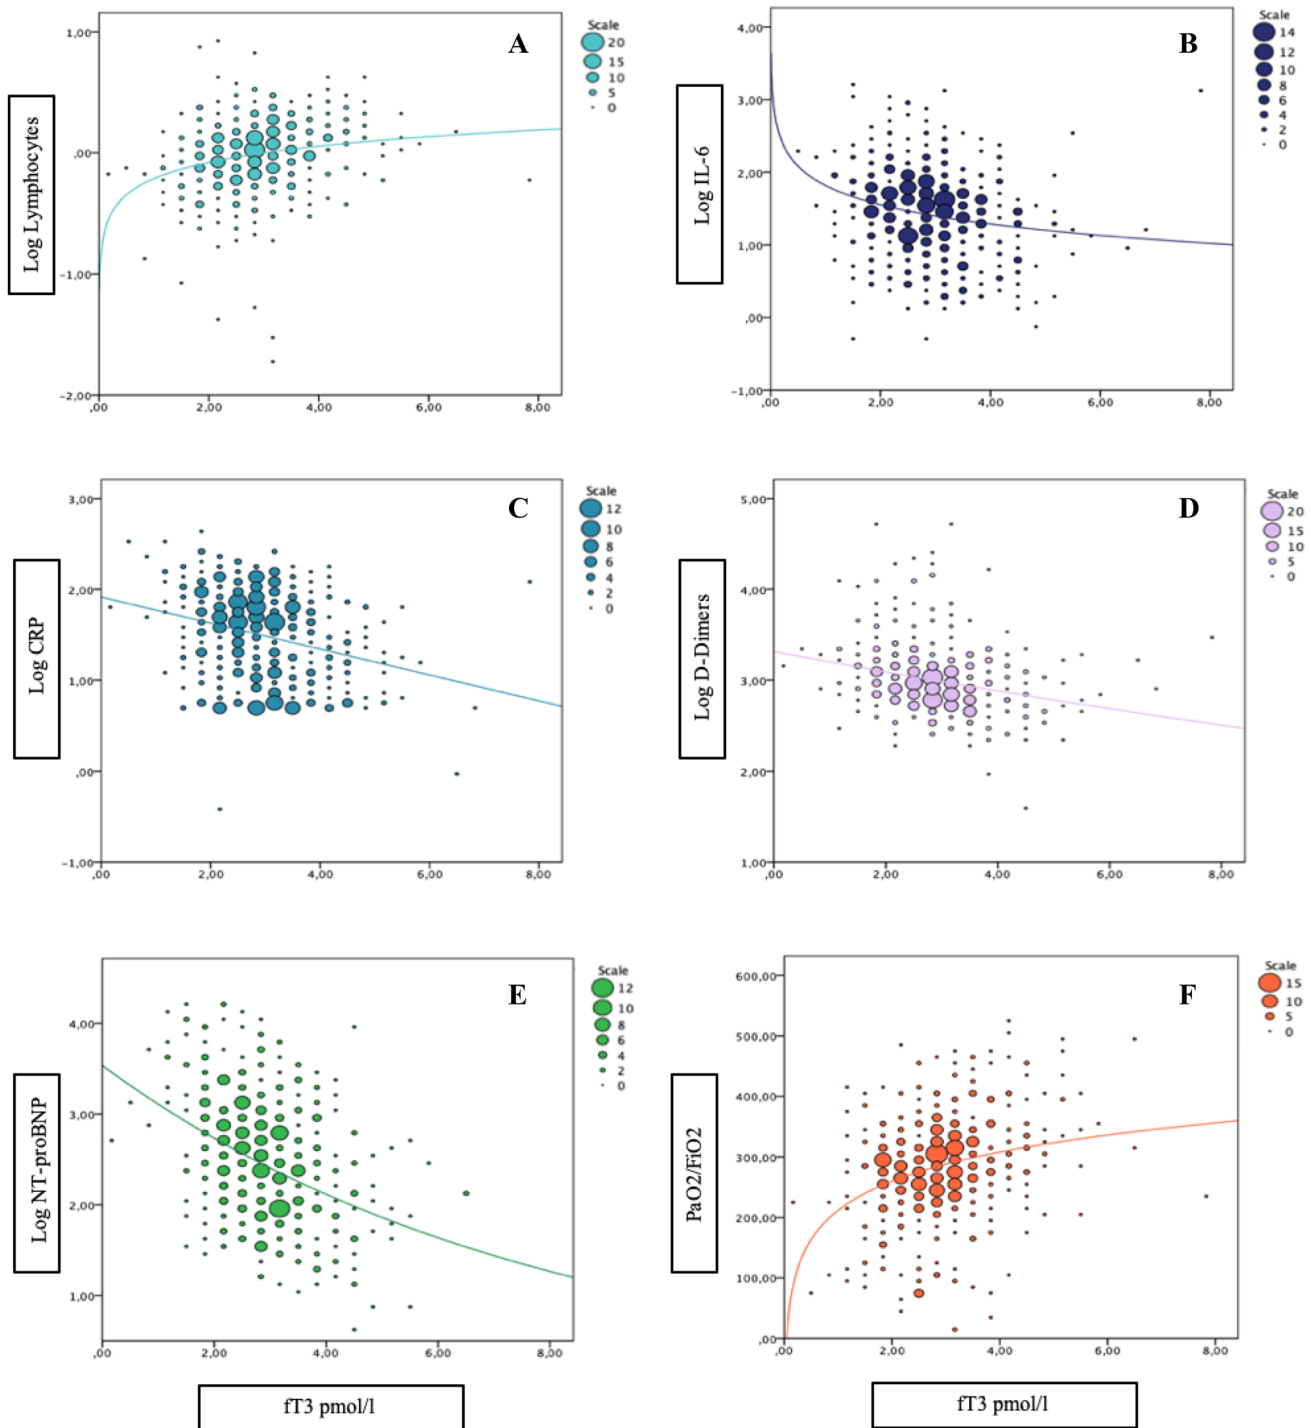 A
Scale
20
15
10
5
0
1,00
,00
-1,00
-2,00
,00 2,00 4,00 6,00 8,00
Log Lymphocytes
B
Scale
14
12
10
8
6
4
2
0
4,00
3,00
2,00
1,00
,00
-1,00
,00 2,00 4,00 6,00 8,00
Log IL-6
C
Scale
12
10
8
6
4
2
0
3,00
2,00
1,00
,00
-1,00
,00 2,00 4,00 6,00 8,00
Log CRP
D
Scale
20
15
10
5
0
5,00
4,00
3,00
2,00
1,00
,00 2,00 4,00 6,00 8,00
Log D-Dimers
E
Scale
12
10
8
6
4
2
0
4,00
3,00
2,00
1,00
,00 2,00 4,00 6,00 8,00
Log NT-proBNP
fT3 pmol/l
F
Scale
15
10
5
0
600,00
500,00
400,00
300,00
200,00
100,00
,00
,00 2,00 4,00 6,00 8,00
PaO2/FiO2
fT3 pmol/l